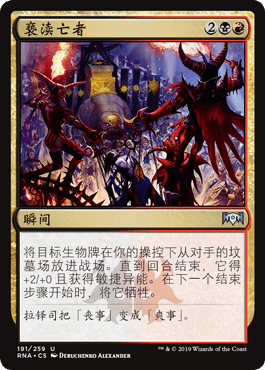 亵渎亡者 2
瞬间
将目标生物牌在你的操控下从对手的坟
墓场放进战场。直到回合结束，它得
+2/+0 且获得敏捷异能。在下一个结束
步骤开始时，将它牺牲。
拉铎司把「丧事」变成「爽事」。
191/259 U
RNA • CS DERUCHENKO ALEXANDER
™ & © 2019 Wizards of the Coast